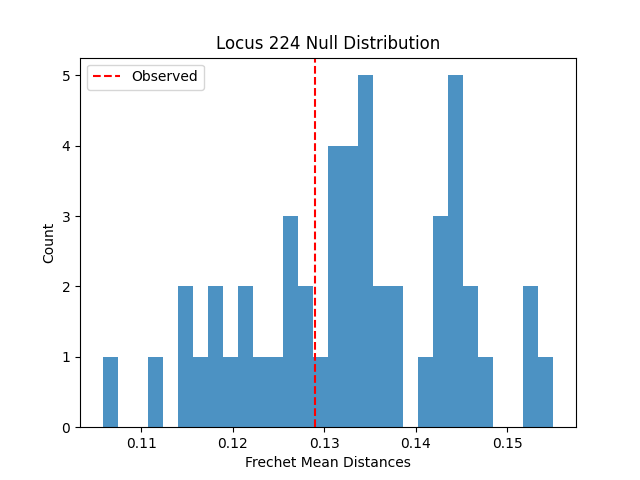 Locus 224 Null Distribution
Observed
Count
5
4
3
2
1
0
0.11 0.12 0.13 0.14 0.15
Frechet Mean Distances